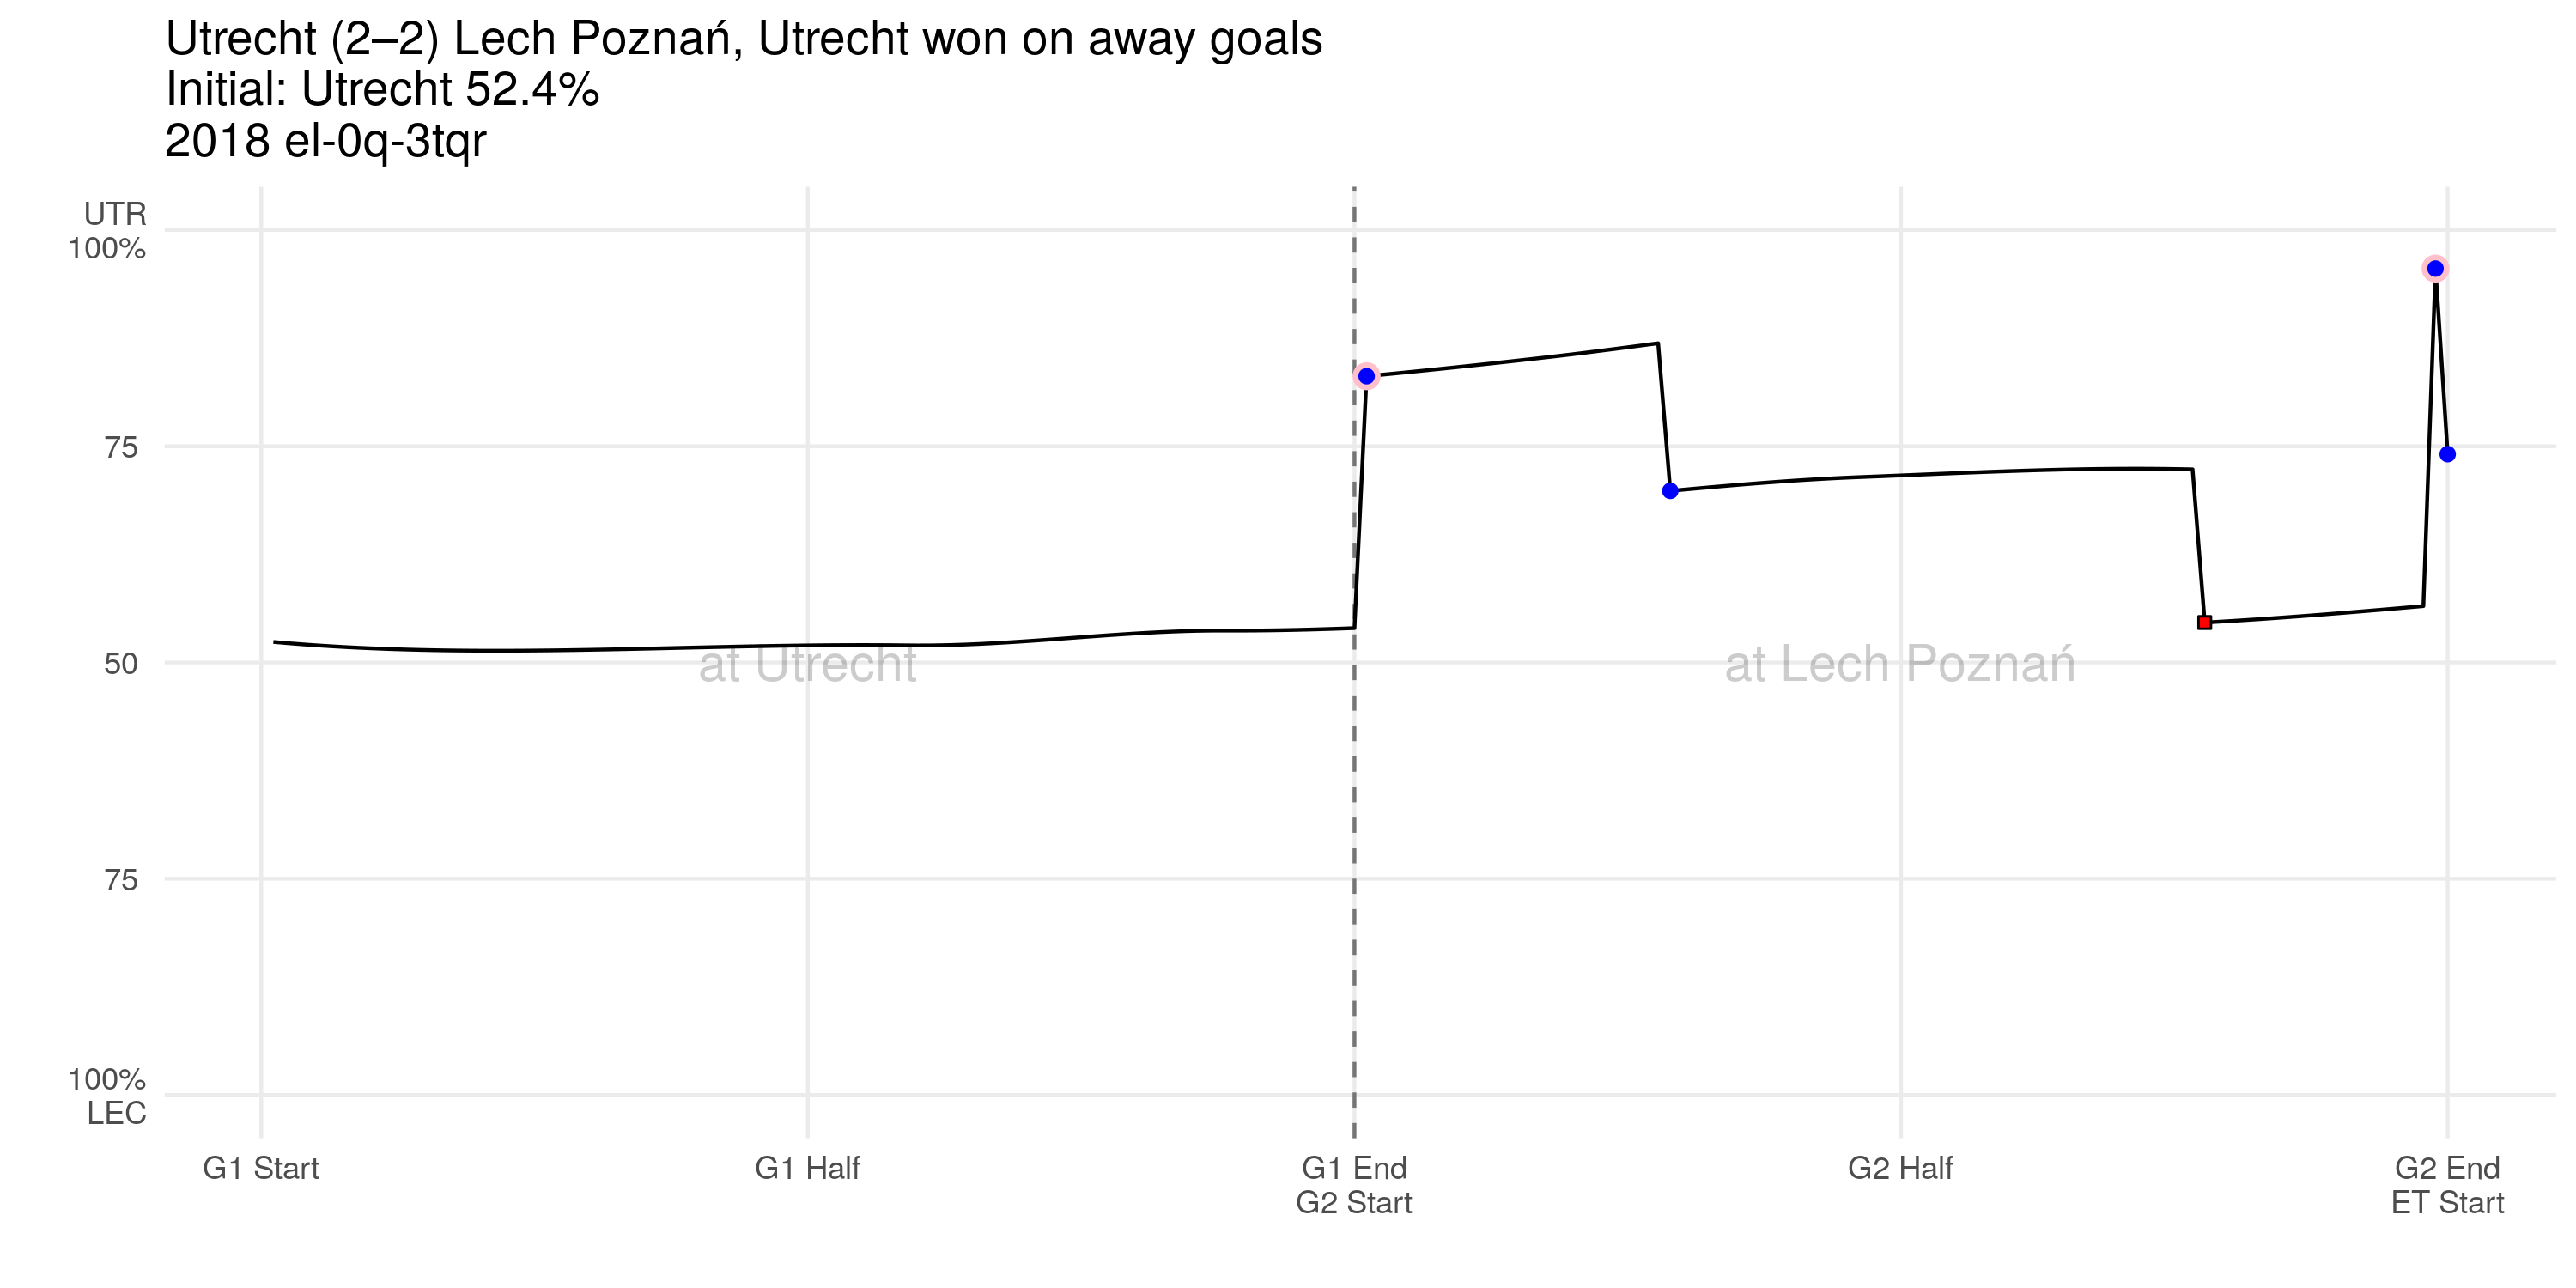 Utrecht (2–2) Lech Poznań, Utrecht won on away goals
Initial: Utrecht 52.4%
2018 el-0q-3tqr
UTR
100%
75
50
75
100%
LEC
at Utrecht
at Lech Poznań
G1 Start
G1 Half
G1 End
G2 Start
G2 Half
G2 End
ET Start